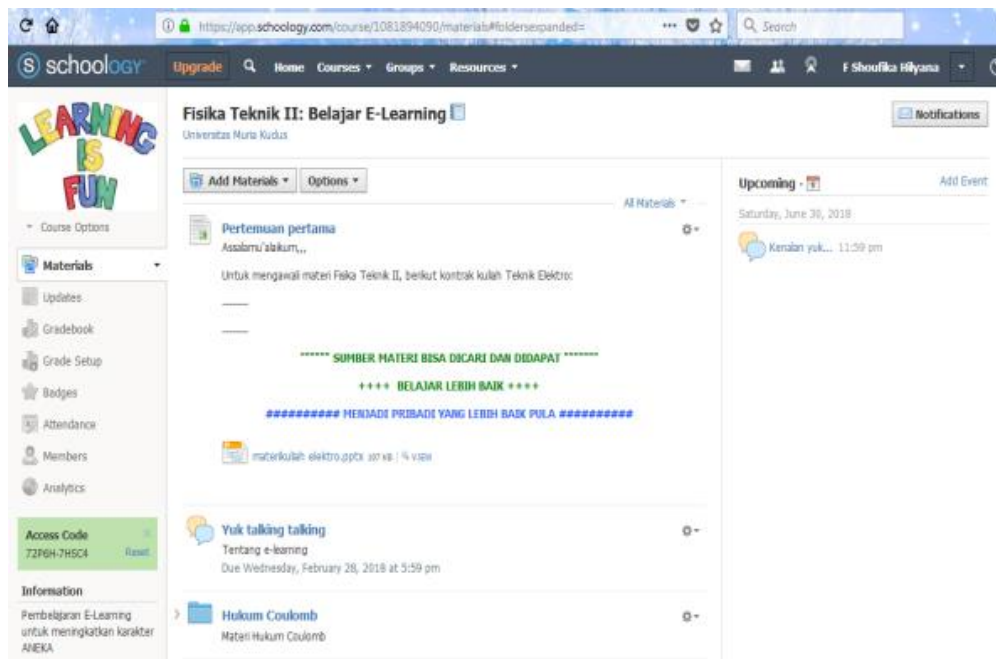 https://app.schoology.com/course/1081894090/materials#foldersexpanded=
Search
S schoology
Upgrade Home Courses Groups Resources
F Shoufika Hilyana
LEARNING
IS
FUN
Fisika Teknik II: Belajar E-Learning
Universitas Muria Kudus
Notifications
Add Materials Options
All Materials
Course Options
Materials
Updates
Gradebook
Grade Setup
Badges
Attendance
Members
Analytics
Access Code
72P6H-7HSC4 Reset
Information
Pembelajaran E-Learning
untuk meningkatkan karakter
ANEKA
Pertemuan pertama
Assalamu'alaikum,,,
Untuk mengawali materi Fisika Teknik II, berikut kontrak kuliah Teknik Elektro:
____
____
****** SUMBER MATERI BISA DICARI DAN DIDAPAT *******
++++ BELAJAR LEBIH BAIK ++++
########## MENJADI PRIBADI YANG LEBIH BAIK PULA ##########
materikuliah elektro.pptx KB | VIEW
Yuk talking talking
Tentang e-learning
Due Wednesday, February 28, 2018 at 5:59 pm
Hukum Coulomb
Materi Hukum Coulomb
Upcoming ·
Add Event
Saturday, June 30, 2018
Kenalan yuk... 11:59 pm